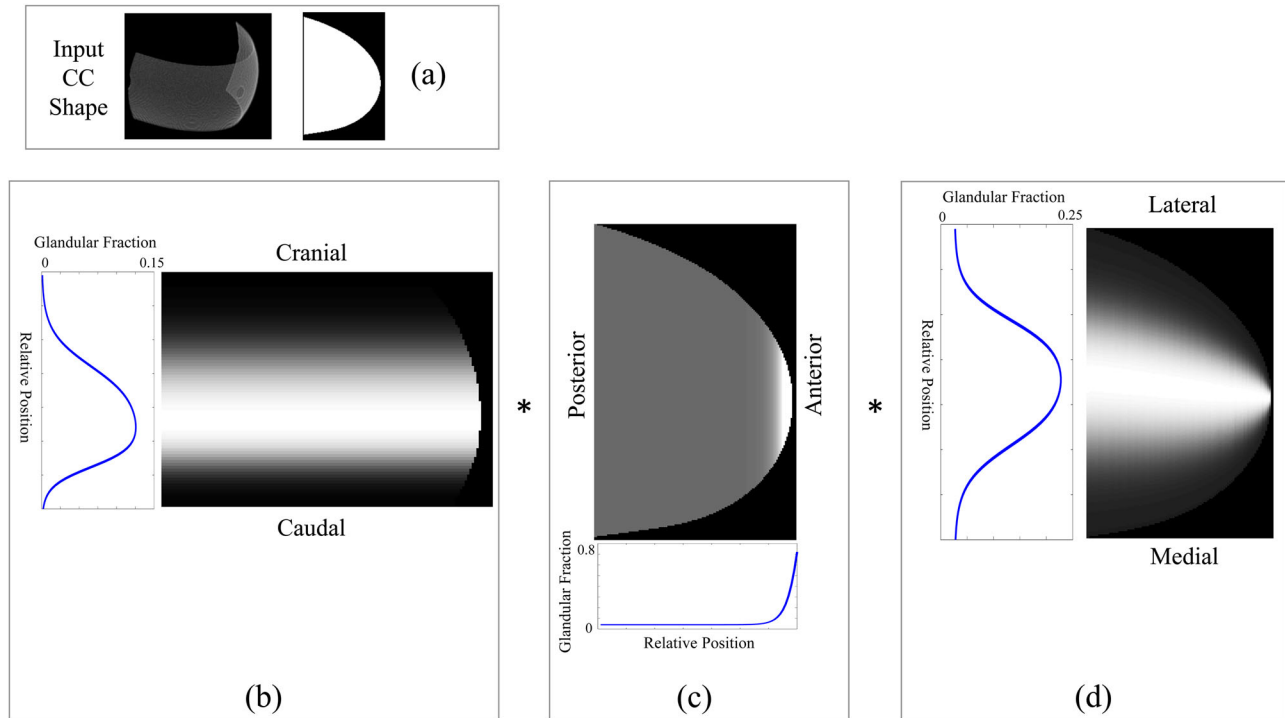 Input
CC
Shape
(a)
Glandular Fraction
0 0.15
Relative Position
Cranial
Caudal
(b)
*
Posterior
Anterior
0.8
0
Glandular Fraction
Relative Position
(c)
*
Glandular Fraction
0 0.25
Relative Position
Lateral
Medial
(d)